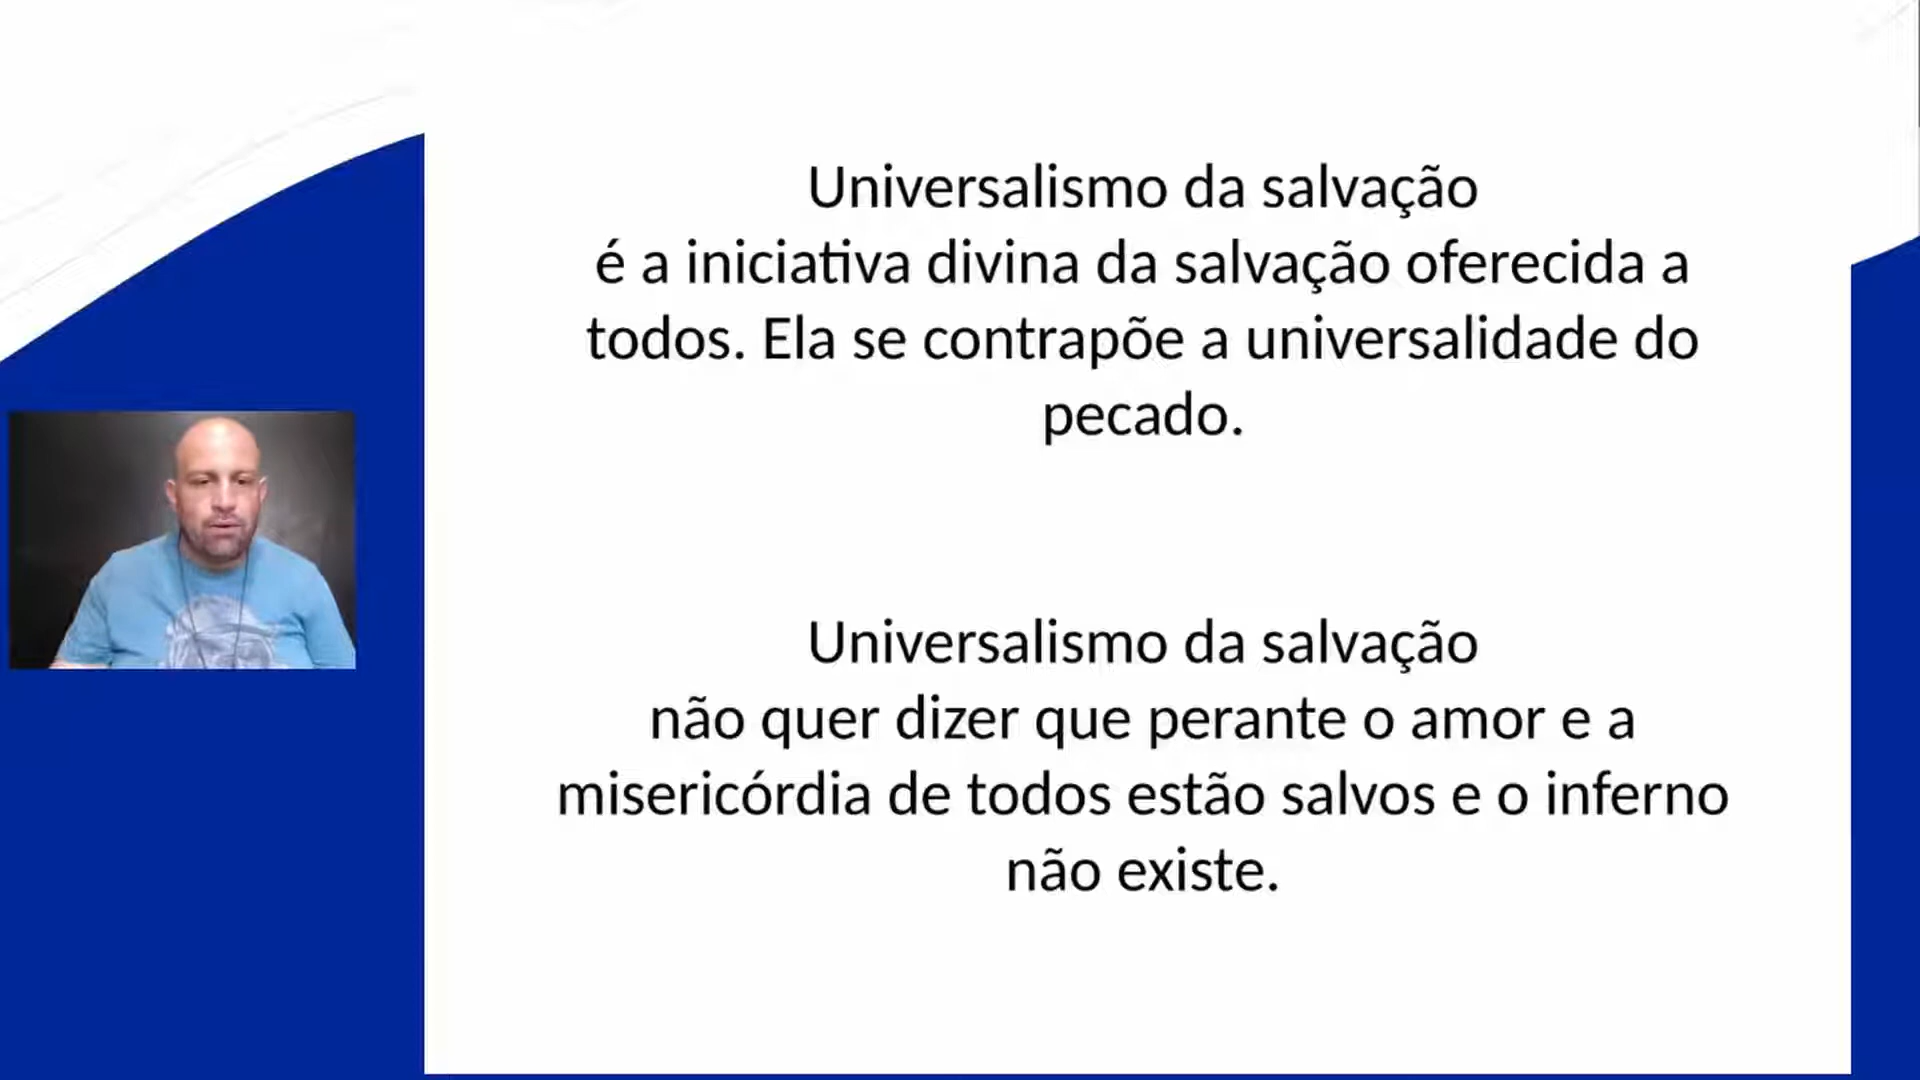 Universalismo da salvação
é a iniciativa divina da salvação oferecida a
todos. Ela se contrapõe a universalidade do
pecado.
Universalismo da salvação
não quer dizer que perante o amor e a
misericórdia de todos estão salvos e o inferno
não existe.